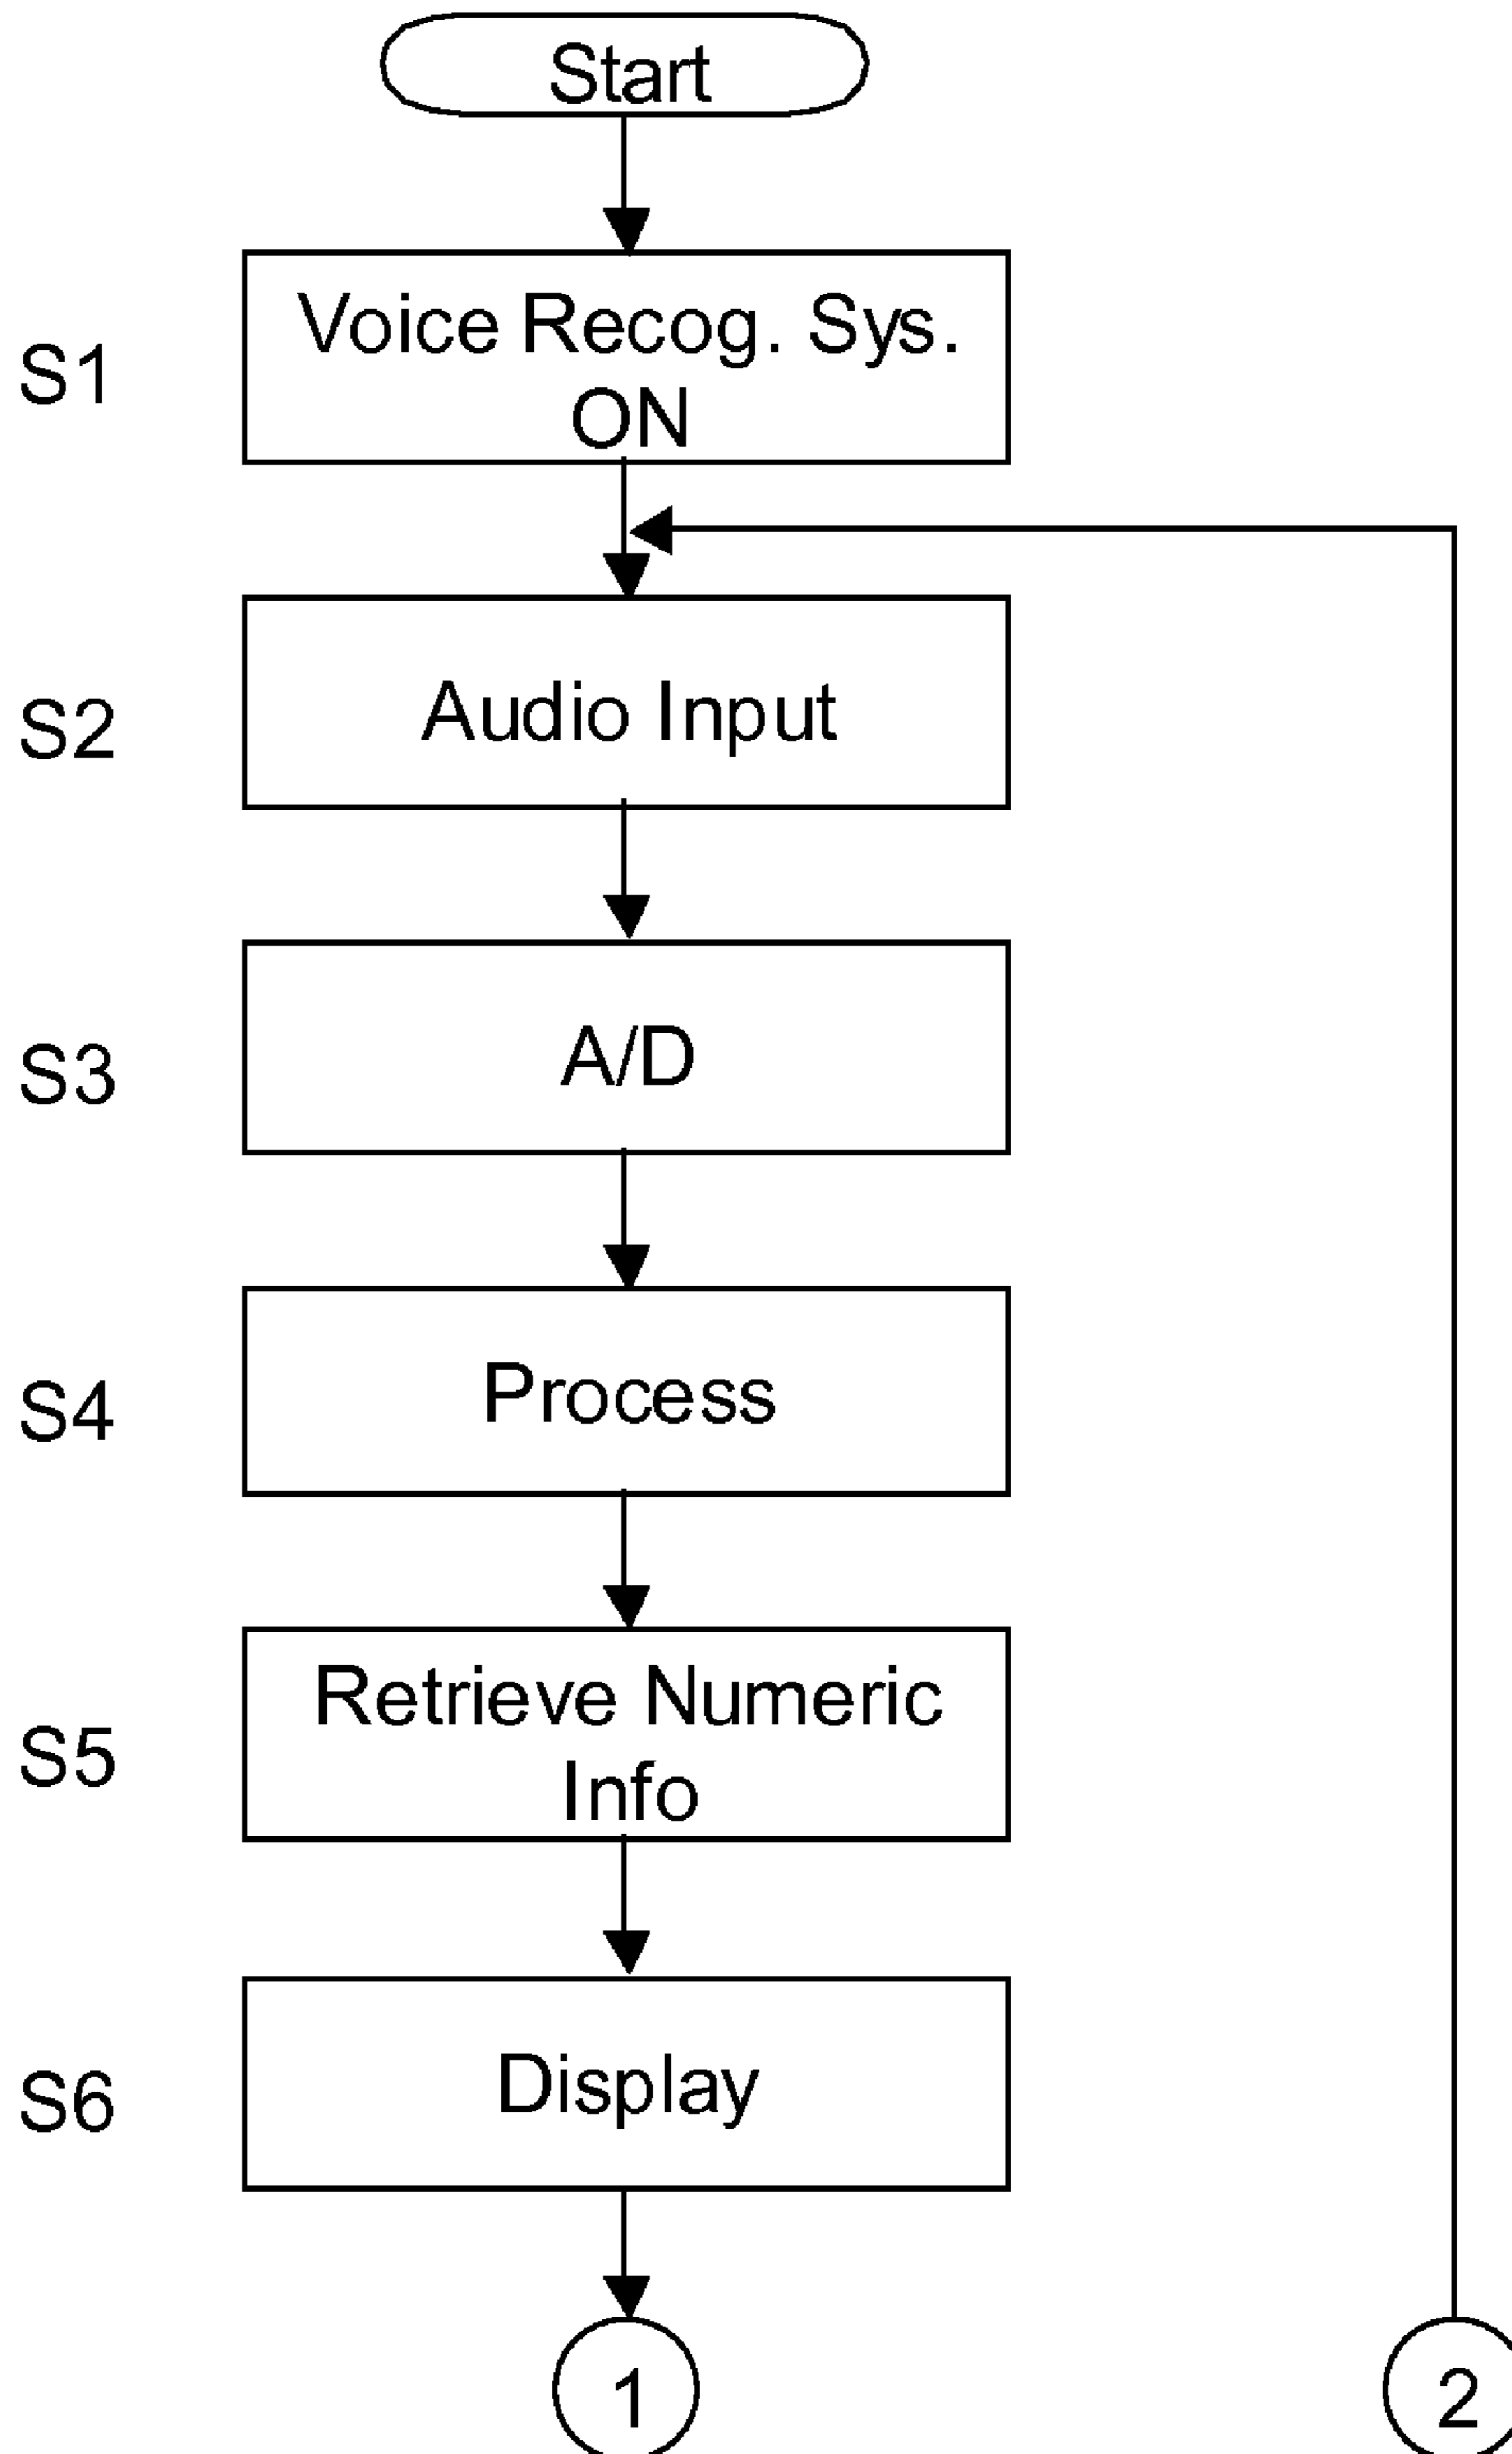 Start
S1
Voice Recog. Sys.
ON
S2
Audio Input
S3
A/D
S4
Process
S5
Retrieve Numeric
Info
S6
Display
1
2